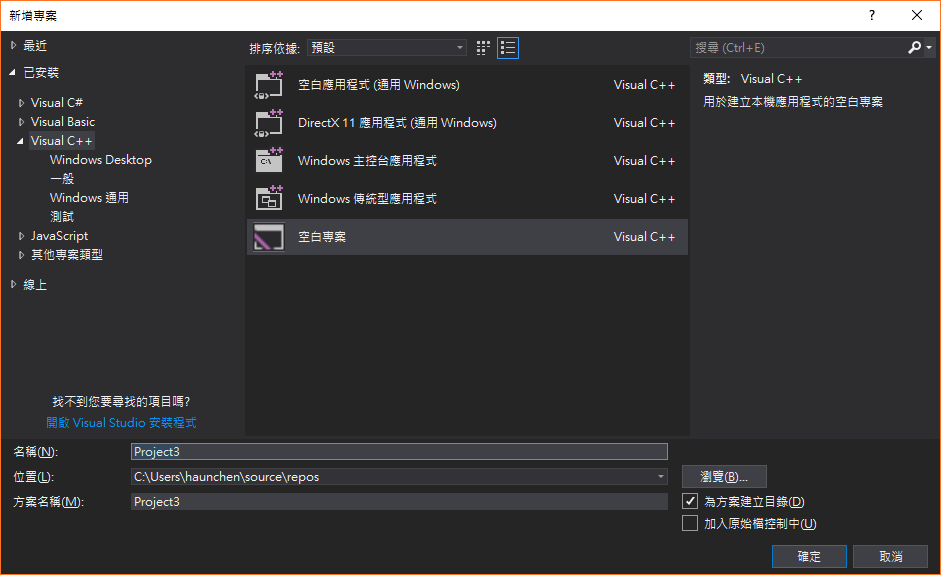 新增專案
?
最近
已安裝
Visual C#
Visual Basic
Visual C++
Windows Desktop
一般
Windows 通用
測試
JavaScript
其他專案類型
線上
找不到您要尋找的項目嗎?
開啟 Visual Studio 安裝程式
排序依據: 預設
空白應用程式 (通用 Windows) Visual C++
DirectX 11 應用程式 (通用 Windows) Visual C++
Windows 主控台應用程式 Visual C++
Windows 傳統型應用程式 Visual C++
空白專案 Visual C++
搜尋 (Ctrl+E)
類型: Visual C++
用於建立本機應用程式的空白專案
名稱(N): Project3
位置(L): C:\Users\haunchen\source\repos 瀏覽(B)...
方案名稱(M): Project3
為方案建立目錄(D)
加入原始檔控制中(U)
確定 取消